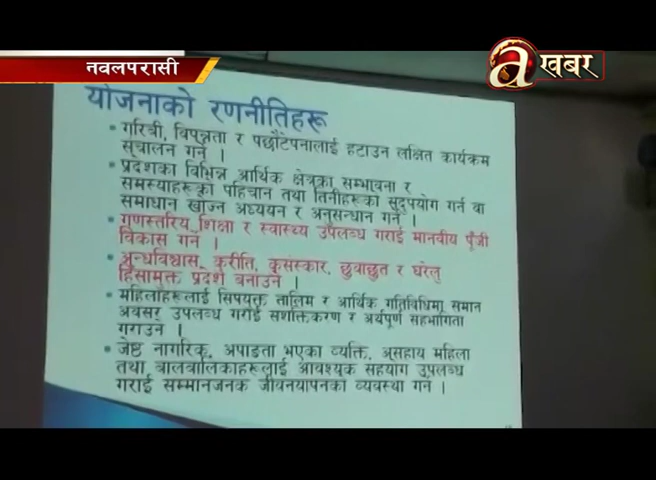 नवलपरासी
a खबर
योजनाको रणनीतिहरू
• गरिवी, विपन्नता र पछौटेपनालाई हटाउन लक्षित कार्यक्रम
संचालन गर्ने ।
• प्रदेशका विभिन्न आर्थिक क्षेत्रका सम्भावना र
समस्याहरूको पहिचान तथा तिनीहरूको सदुपयोग गर्न वा
समाधान खोज्न अध्ययन र अनुसन्धान गर्ने ।
• गुणस्तरिय शिक्षा र स्वास्थ्य उपलब्ध गराई मानवीय पूँजी
विकास गर्ने ।
• अन्धविश्वास, कुरीति, कुसंस्कार, छुवाछुत र घरेलु
हिंसामुक्त प्रदेश बनाउने ।
• महिलाहरूलाई सिपयुक्त तालिम र आर्थिक गतिविधिमा समान
अवसर उपलब्ध गराई सशक्तिकरण र अर्थपूर्ण सहभागिता
गराउने ।
• जेष्ठ नागरिक, अपाङता भएका व्यक्ति, असहाय महिला
तथा बालबालिकाहरूलाई आवश्यक सहयोग उपलब्ध
गराई सम्मानजनक जीवनयापनको व्यवस्था गर्ने ।